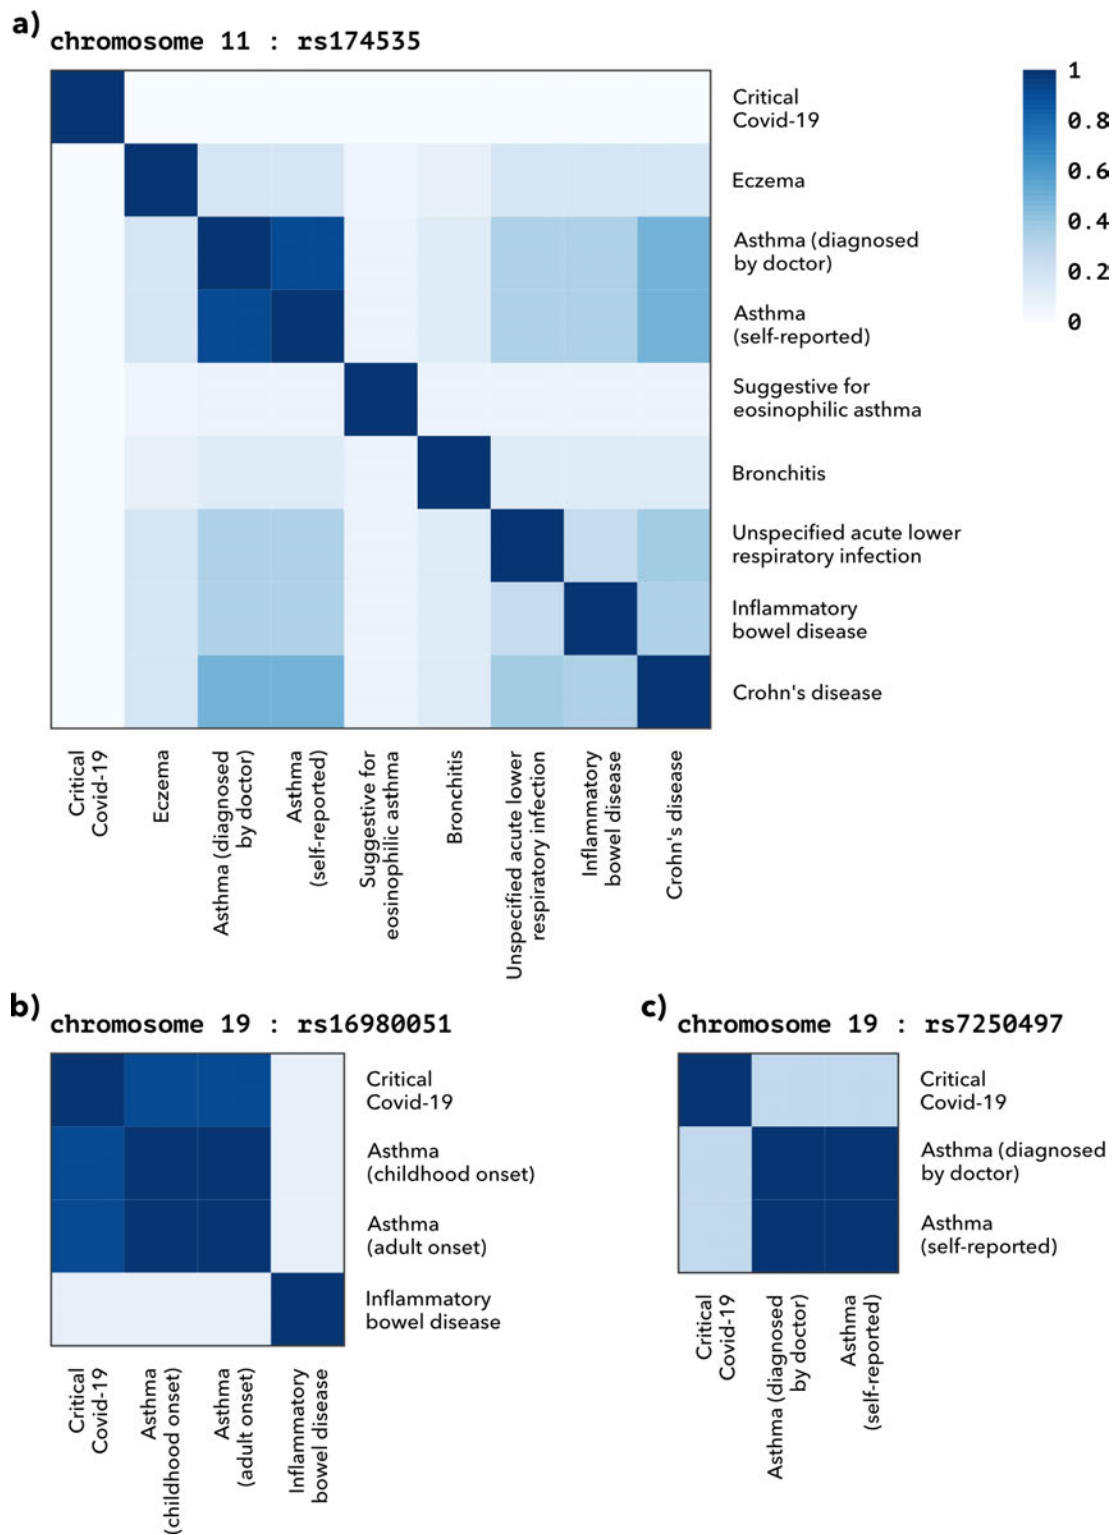 a)
chromosome 11 : rs174535
Critical
Covid-19
Eczema
Asthma (diagnosed
by doctor)
Asthma
(self-reported)
Suggestive for
eosinophilic asthma
Bronchitis
Unspecified acute lower
respiratory infection
Inflammatory
bowel disease
Crohn's disease
1
0.8
0.6
0.4
0.2
0
Critical
Covid-19
Eczema
Asthma (diagnosed
by doctor)
Asthma
(self-reported)
Suggestive for
eosinophilic asthma
Bronchitis
Unspecified acute lower
respiratory infection
Inflammatory
bowel disease
Crohn's disease
b)
chromosome 19 : rs16980051
Critical
Covid-19
Asthma
(childhood onset)
Asthma
(adult onset)
Inflammatory
bowel disease
Critical
Covid-19
Asthma
(childhood onset)
Asthma
(adult onset)
Inflammatory
bowel disease
c)
chromosome 19 : rs7250497
Critical
Covid-19
Asthma (diagnosed
by doctor)
Asthma
(self-reported)
Critical
Covid-19
Asthma (diagnosed
by doctor)
Asthma
(self-reported)